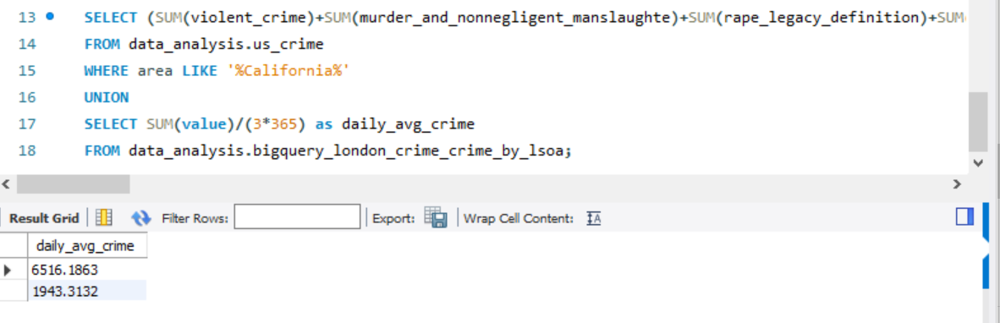 13 SELECT (SUM(violent_crime)+SUM(murder_and_nonnegligent_manslaughte)+SUM(rape_legacy_definition)+SUM
14 FROM data_analysis.us_crime
15 WHERE area LIKE '%California%'
16 UNION
17 SELECT SUM(value)/(3*365) as daily_avg_crime
18 FROM data_analysis.bigquery_london_crime_crime_by_lsoa;
Result Grid Filter Rows: Export: Wrap Cell Content: IA
daily_avg_crime
6516.1863
1943.3132